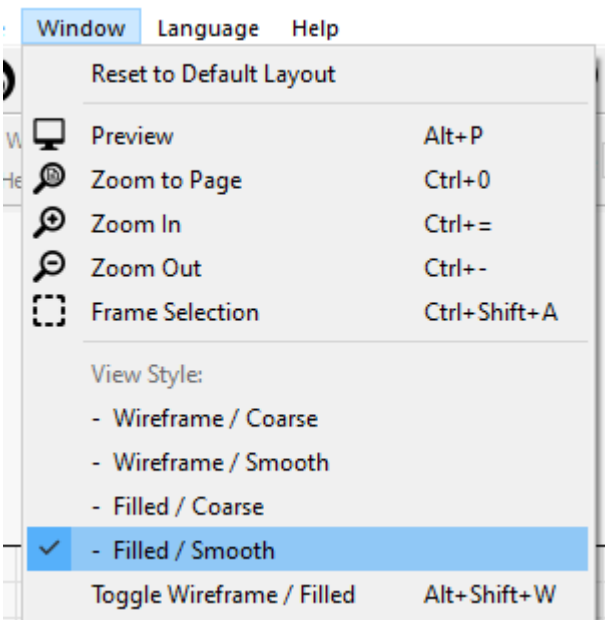 Window Language Help
Reset to Default Layout
Preview Alt+P
Zoom to Page Ctrl+0
Zoom In Ctrl+=
Zoom Out Ctrl+-
Frame Selection Ctrl+Shift+A
View Style:
- Wireframe / Coarse
- Wireframe / Smooth
- Filled / Coarse
- Filled / Smooth
Toggle Wireframe / Filled Alt+Shift+W